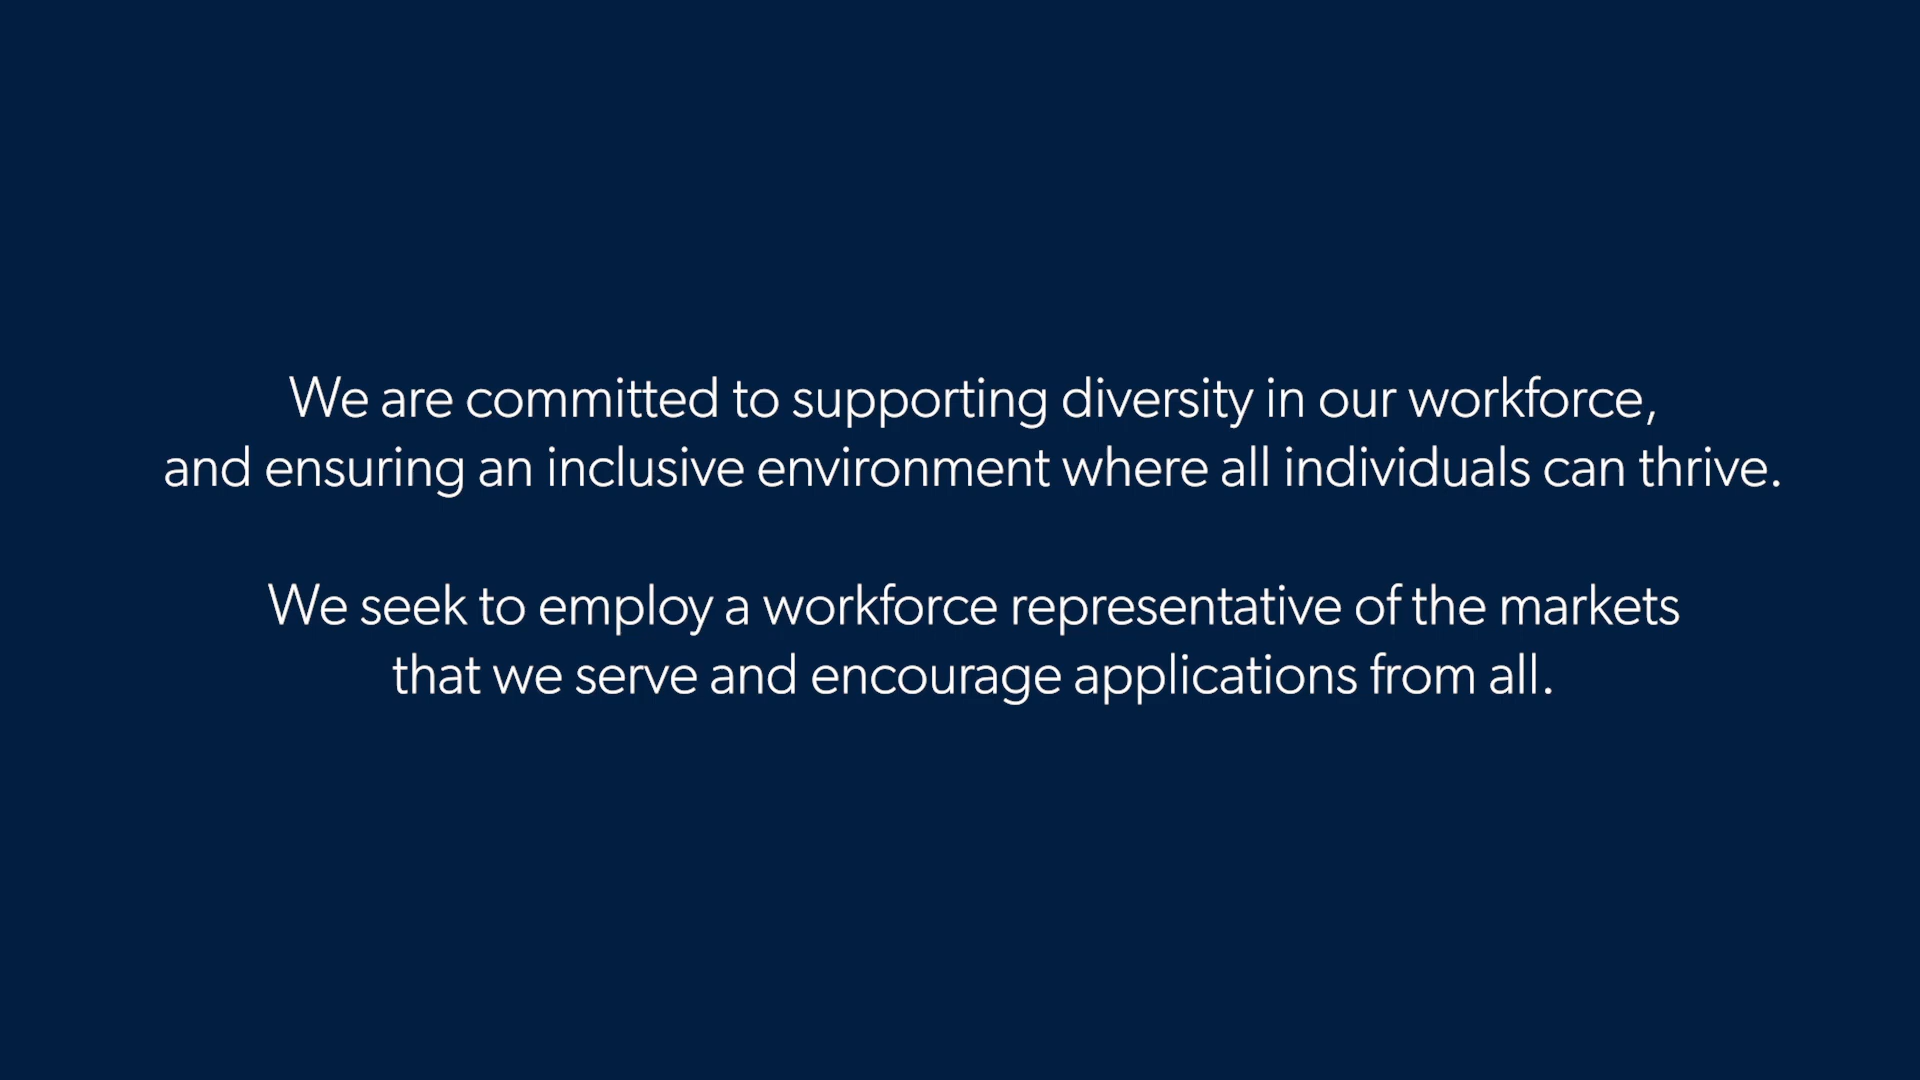 We are committed to supporting diversity in our workforce,
and ensuring an inclusive environment where all individuals can thrive.
We seek to employ a workforce representative of the markets
that we serve and encourage applications from all.